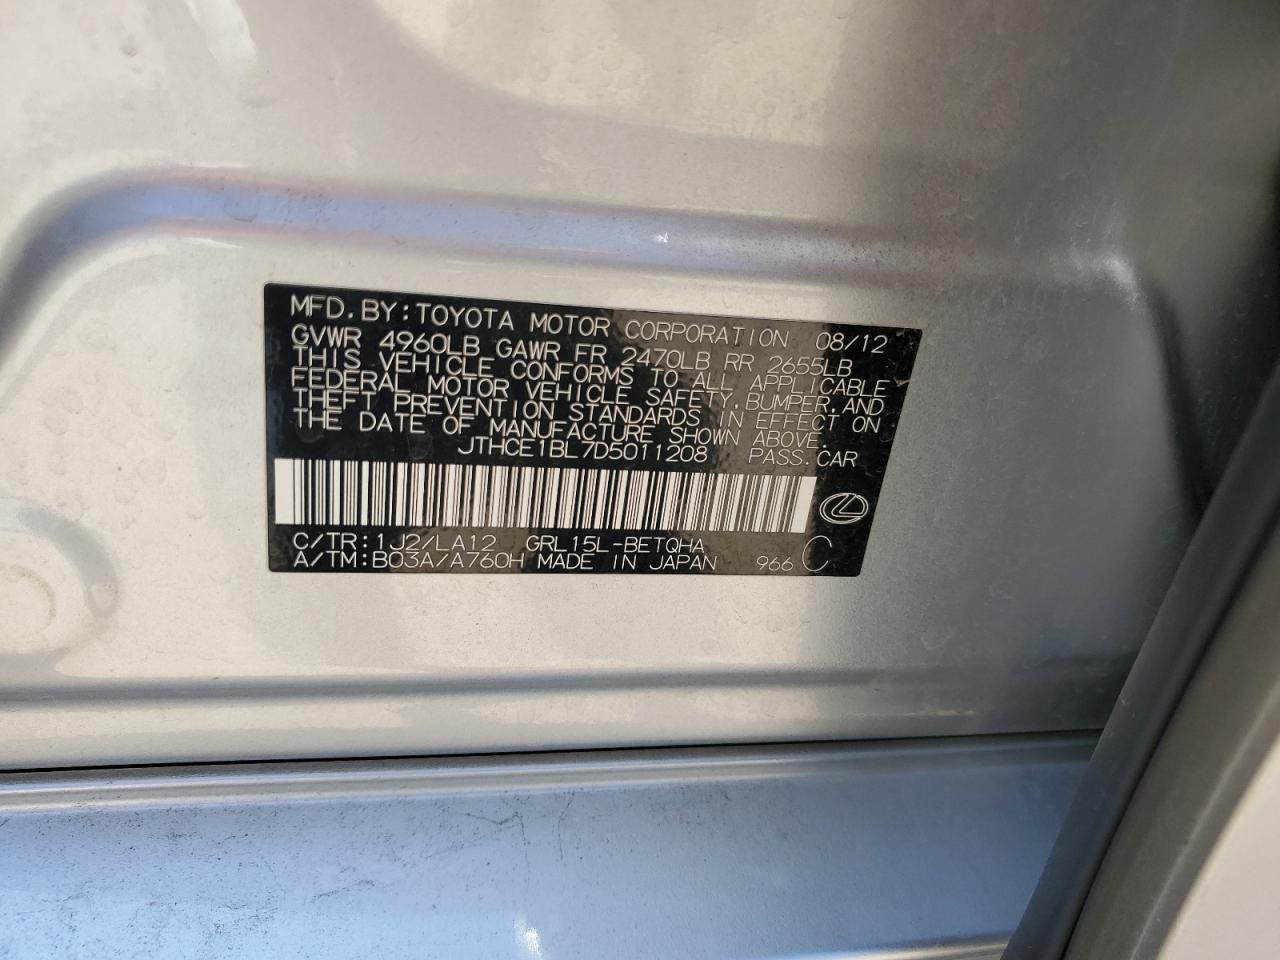 MFD. BY: TOYOTA MOTOR CORPORATION 08/12
GVWR 4960LB GAWR FR 2470LB RR 2655LB
THIS VEHICLE CONFORMS TO ALL APPLICABLE
FEDERAL MOTOR VEHICLE SAFETY, BUMPER, AND
THEFT PREVENTION STANDARDS IN EFFECT ON
THE DATE OF MANUFACTURE SHOWN ABOVE.
JTHCE1BL7D5011208 PASS. CAR
C/TR: 1J2/LA12 GRL15L-BETQHA
A/TM: B03A/A760H MADE IN JAPAN 966 C